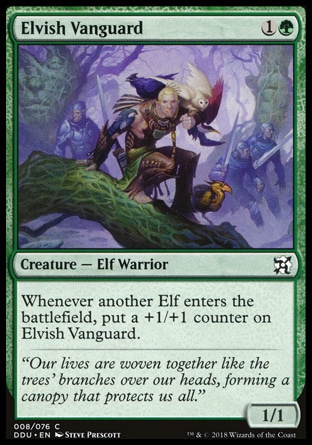 Elvish Vanguard 1
Creature — Elf Warrior
Whenever another Elf enters the
battlefield, put a +1/+1 counter on
Elvish Vanguard.
“Our lives are woven together like the
trees’ branches over our heads, forming a
canopy that protects us all.”
1/1
008/076 C
DDU • EN Steve Prescott ™ & © 2018 Wizards of the Coast